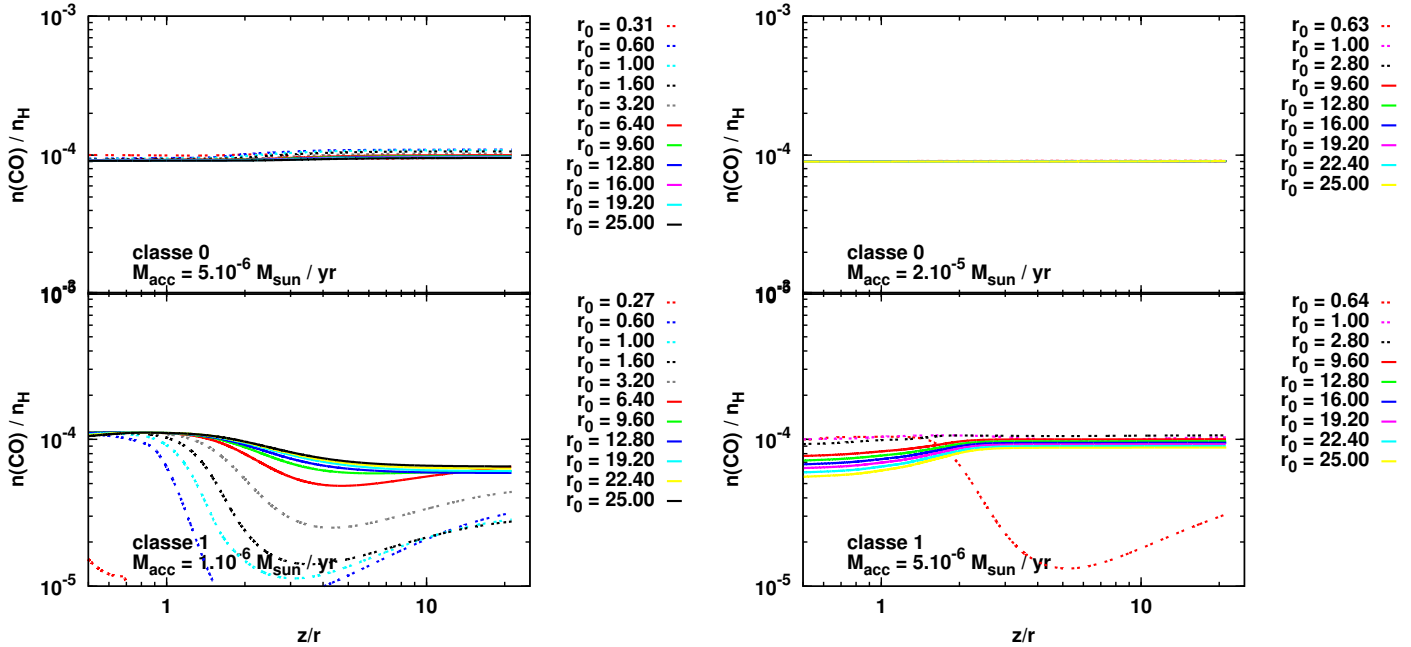 10^-3
10^-4
10^-6
n(CO) / n_H
classe 0
M_acc = 5.10^-6 M_sun / yr
r_0 = 0.31
r_0 = 0.60
r_0 = 1.00
r_0 = 1.60
r_0 = 3.20
r_0 = 6.40
r_0 = 9.60
r_0 = 12.80
r_0 = 16.00
r_0 = 19.20
r_0 = 25.00
10^-3
10^-4
n(CO) / n_H
classe 0
M_acc = 2.10^-5 M_sun / yr
r_0 = 0.63
r_0 = 1.00
r_0 = 2.80
r_0 = 9.60
r_0 = 12.80
r_0 = 16.00
r_0 = 19.20
r_0 = 22.40
r_0 = 25.00
10^-4
10^-5
n(CO) / n_H
classe 1
M_acc = 1.10^-6 M_sun / yr
1
10
z/r
r_0 = 0.27
r_0 = 0.60
r_0 = 1.00
r_0 = 1.60
r_0 = 3.20
r_0 = 6.40
r_0 = 9.60
r_0 = 12.80
r_0 = 19.20
r_0 = 22.40
r_0 = 25.00
10^-4
10^-5
n(CO) / n_H
classe 1
M_acc = 5.10^-6 M_sun / yr
1
10
z/r
r_0 = 0.64
r_0 = 1.00
r_0 = 2.80
r_0 = 9.60
r_0 = 12.80
r_0 = 16.00
r_0 = 19.20
r_0 = 22.40
r_0 = 25.00